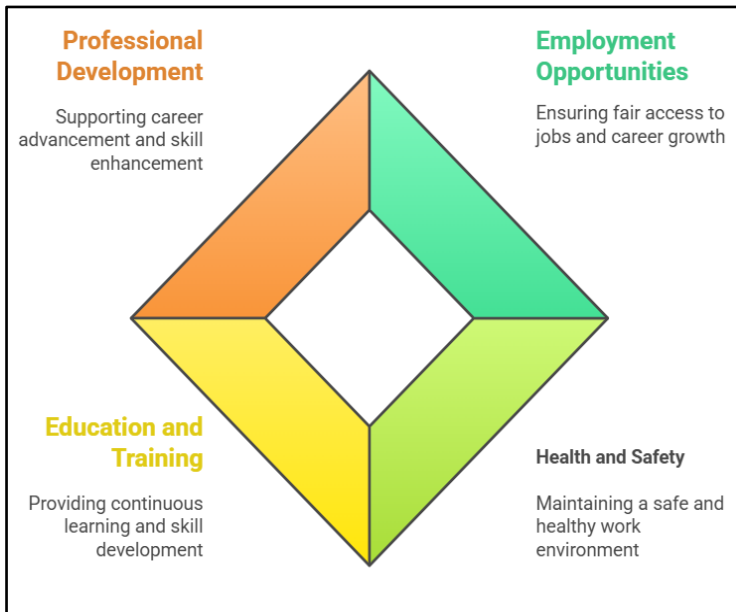 Professional
Development
Supporting career
advancement and skill
enhancement
Employment
Opportunities
Ensuring fair access to
jobs and career growth
Education and
Training
Providing continuous
learning and skill
development
Health and Safety
Maintaining a safe and
healthy work
environment